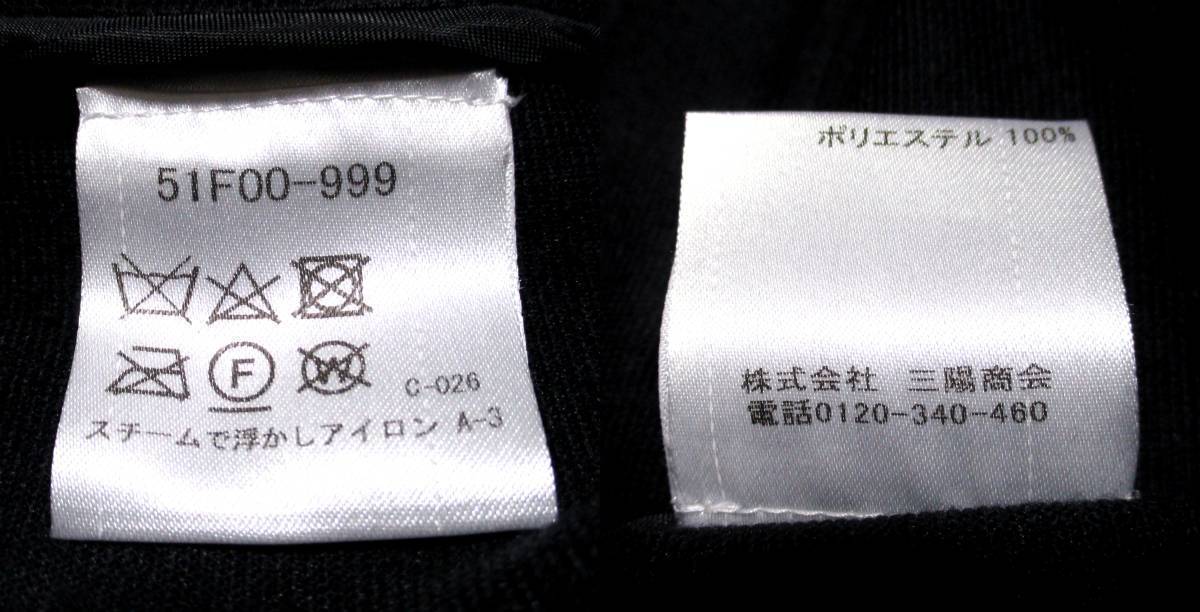 51F00-999
F W C-026
スチームで浮かしアイロン A-3
ポリエステル 100%
株式会社 三陽商会
電話0120-340-460